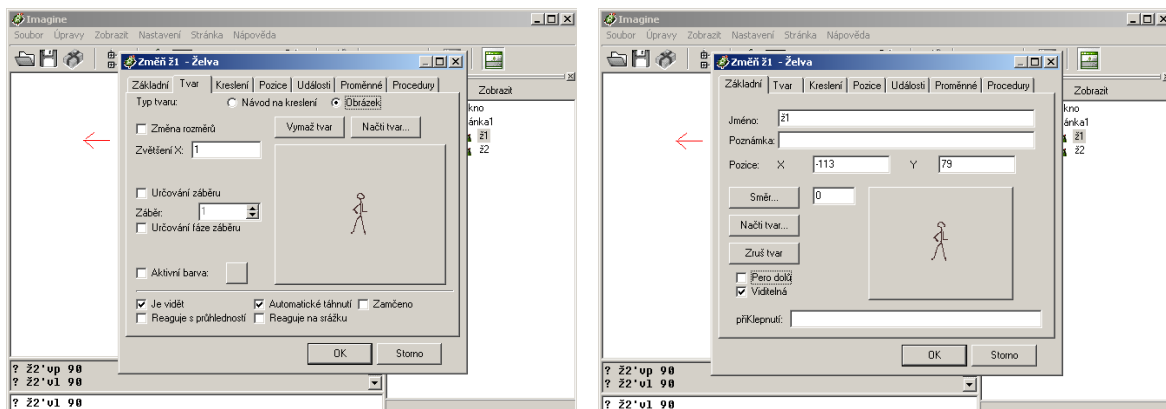 Imagine
Soubor Úpravy Zobrazit Nastavení Stránka Nápověda
Změň ž1 - Želva
Základní Tvar Kreslení Pozice Události Proměnné Procedury
Typ tvaru: Návod na kreslení Obrázek
Změna rozměrů Vymaž tvar Načti tvar...
Zvětšení X: 1
Určování záběru
Záběr: 1
Určování fáze záběru
Aktivní barva:
Je vidět Automatické táhnutí Zamčeno
Reaguje s průhledností Reaguje na srážku
OK Storno
Zobrazit
kno
ánka1
ž1
ž2
? ž2'vp 90
? ž2'vl 90
? ž2'vl 90
Imagine
Soubor Úpravy Zobrazit Nastavení Stránka Nápověda
Změň ž1 - Želva
Základní Tvar Kreslení Pozice Události Proměnné Procedury
Jméno: ž1
Poznámka:
Pozice: X -113 Y 79
Směr... 0
Načti tvar...
Zruš tvar
Pero dolů
Viditelná
přiKlepnutí:
OK Storno
Zobrazit
kno
ánka1
ž1
ž2
? ž2'vp 90
? ž2'vl 90
? ž2'vl 90